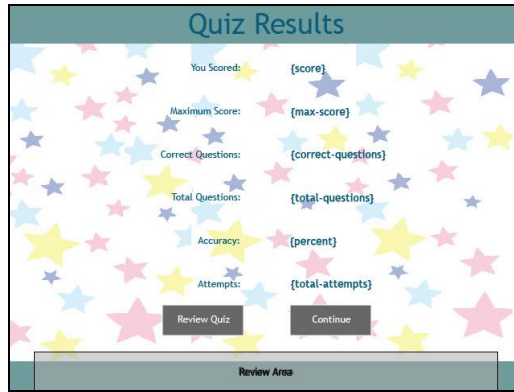 Quiz Results
You Scored: {score}
Maximum Score: {max-score}
Correct Questions: {correct-questions}
Total Questions: {total-questions}
Accuracy: {percent}
Attempts: {total-attempts}
Review Quiz Continue
Review Area